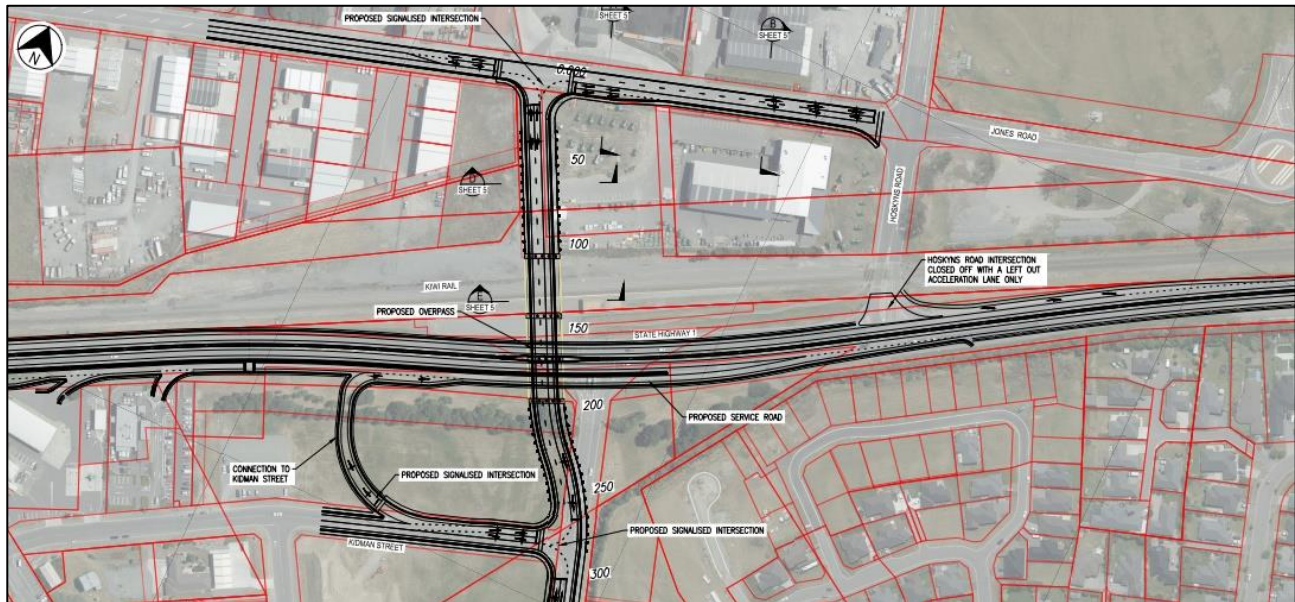 PROPOSED SIGNALISED INTERSECTION
SHEET 5
B
SHEET 5
N
0.000
JONES ROAD
50
D
SHEET 5
HOSKYNS ROAD
100
HOSKYNS ROAD INTERSECTION
CLOSED OFF WITH A LEFT OUT
ACCELERATION LANE ONLY
KIWI RAIL
E
SHEET 5
PROPOSED OVERPASS
150
STATE HIGHWAY 1
200
PROPOSED SERVICE ROAD
CONNECTION TO
KIDMAN STREET
PROPOSED SIGNALISED INTERSECTION
250
PROPOSED SIGNALISED INTERSECTION
KIDMAN STREET
300